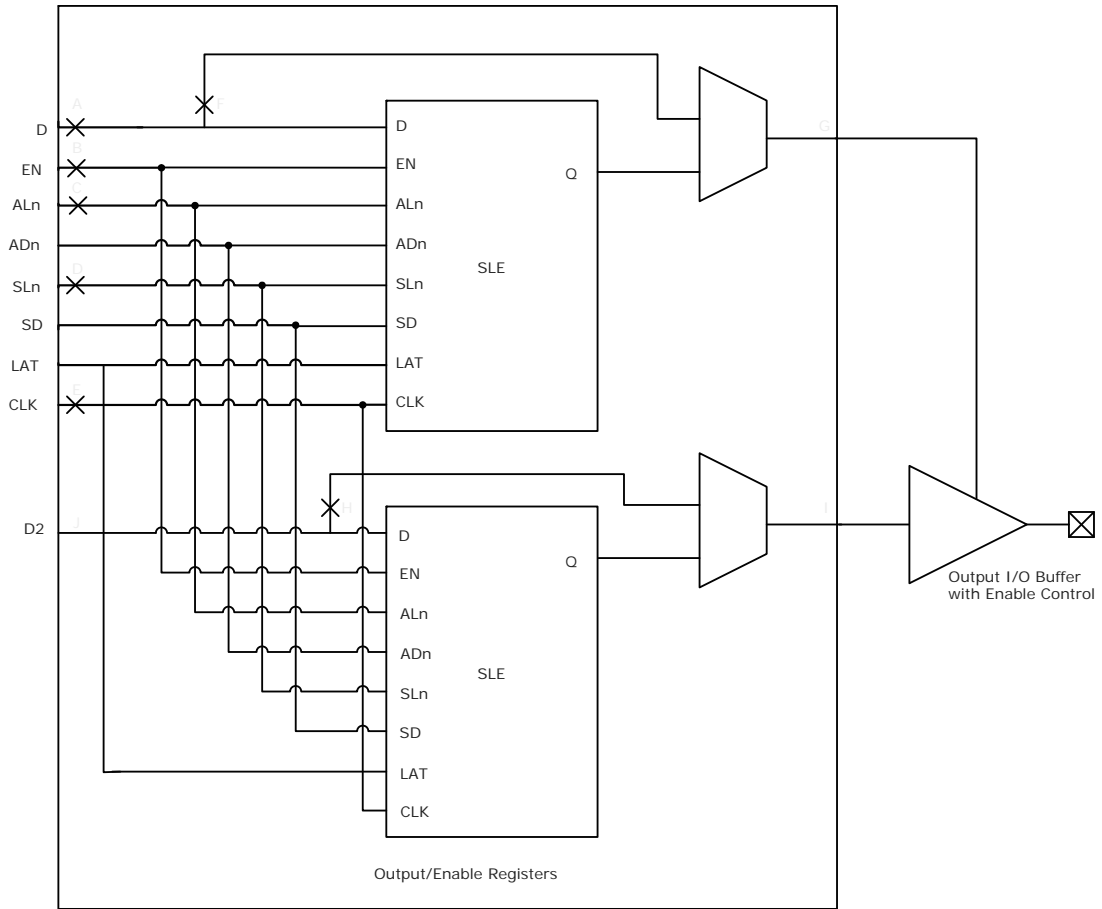 A
F
D
B
EN
C
ALn
ADn
D
SLn
SD
LAT
E
CLK
D
EN
ALn
ADn
SLn
SD
LAT
CLK
Q
SLE
G
J
D2
H
D
EN
ALn
ADn
SLn
SD
LAT
CLK
Q
SLE
I
Output I/O Buffer
with Enable Control
Output/Enable Registers